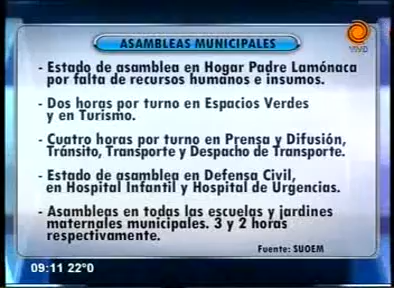 VIVO
ASAMBLEAS MUNICIPALES
- Estado de asamblea en Hogar Padre Lamónaca
por falta de recursos humanos e insumos.
- Dos horas por turno en Espacios Verdes
y en Turismo.
- Cuatro horas por turno en Prensa y Difusión,
Tránsito, Transporte y Despacho de Transporte.
- Estado de asamblea en Defensa Civil,
en Hospital Infantil y Hospital de Urgencias.
- Asambleas en todas las escuelas y jardines
maternales municipales. 3 y 2 horas
respectivamente.
Fuente: SUOEM
09:11 22°0